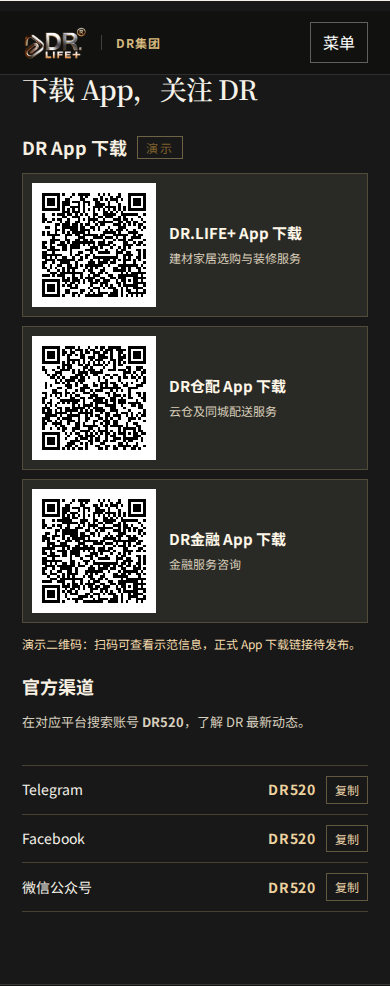 DR.®
LIFE+
DR集团
菜单
下载 App，关注 DR
DR App 下载
演示
DR.LIFE+ App 下载
建材家居选购与装修服务
DR仓配 App 下载
云仓及同城配送服务
DR金融 App 下载
金融服务咨询
演示二维码：扫码可查看示范信息，正式 App 下载链接待发布。
官方渠道
在对应平台搜索账号 DR520，了解 DR 最新动态。
Telegram DR520 复制
Facebook DR520 复制
微信公众号 DR520 复制